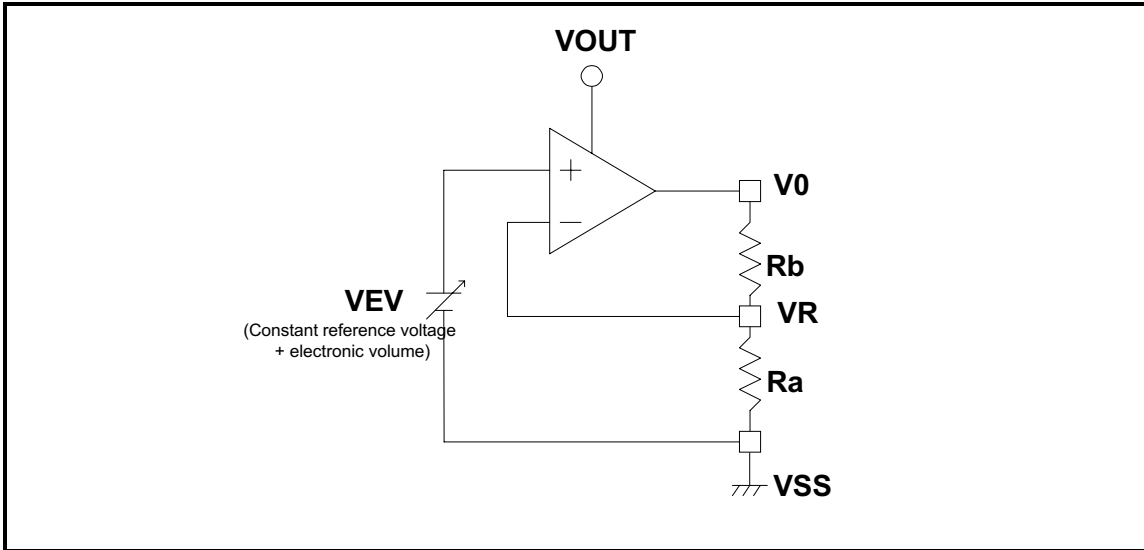 VOUT
+
V0
−
Rb
VEV
VR
(Constant reference voltage
+ electronic volume)
Ra
VSS